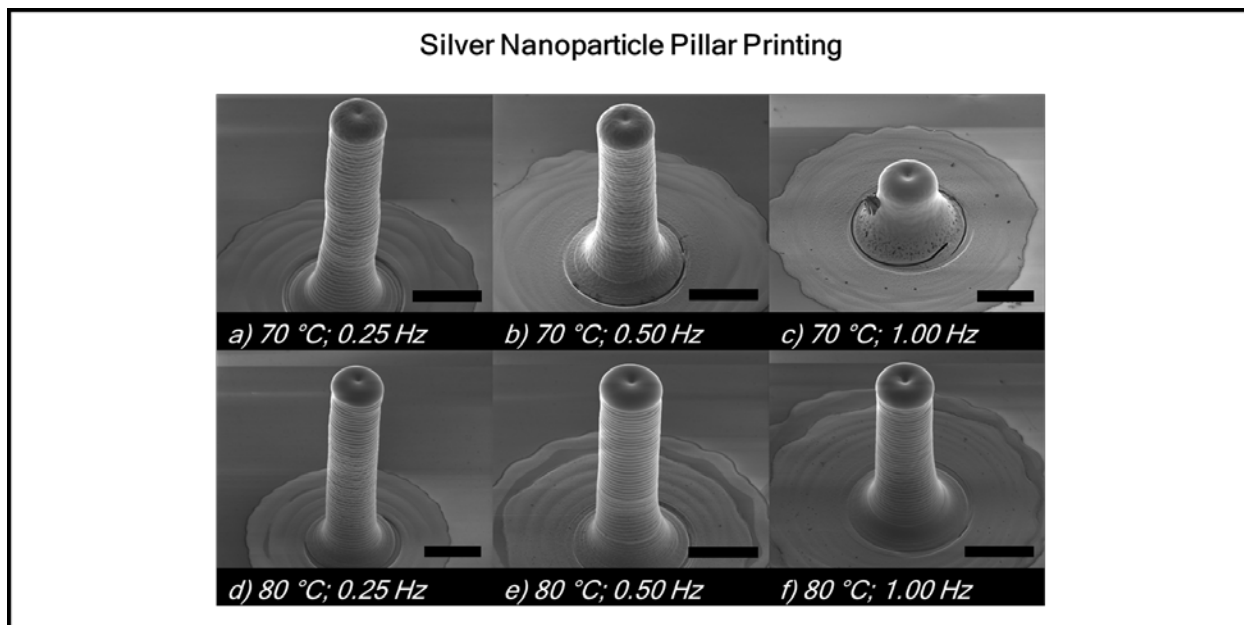 Silver Nanoparticle Pillar Printing
a) 70 °C; 0.25 Hz
b) 70 °C; 0.50 Hz
c) 70 °C; 1.00 Hz
d) 80 °C; 0.25 Hz
e) 80 °C; 0.50 Hz
f) 80 °C; 1.00 Hz